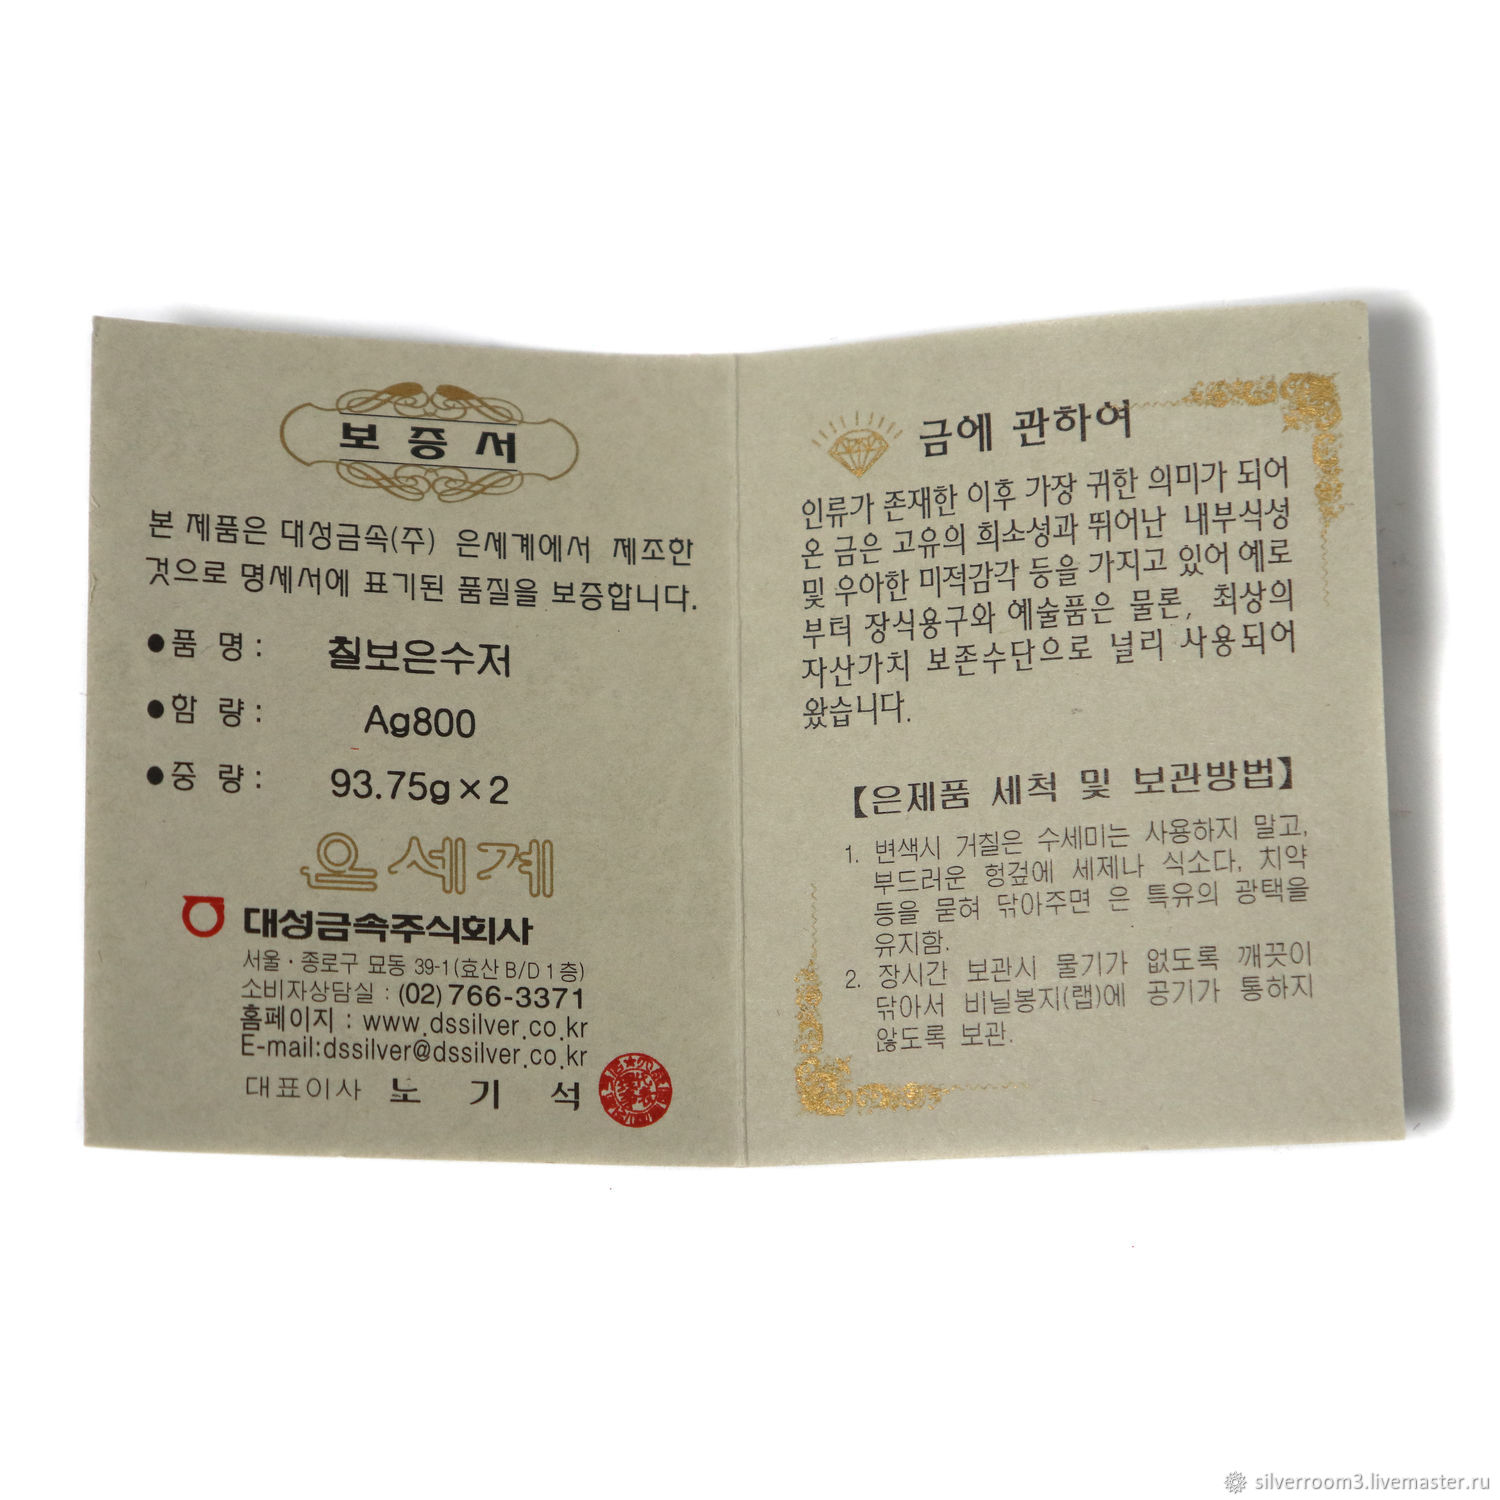 보증서
본 제품은 대성금속(주) 은세계에서 제조한
것으로 명세서에 표기된 품질을 보증합니다.
●품 명 : 칠보은수저
●함 량 : Ag800
●중 량 : 93.75g×2
은세계
대성금속주식회사
서울·종로구 묘동 39-1(효산 B/D 1층)
소비자상담실 : (02)766-3371
홈페이지 : www.dssilver.co.kr
E-mail:dssilver@dssilver.co.kr
대표이사 노 기 석
금에 관하여
인류가 존재한 이후 가장 귀한 의미가 되어
온 금은 고유의 희소성과 뛰어난 내부식성
및 우아한 미적감각 등을 가지고 있어 예로
부터 장식용구와 예술품은 물론, 최상의
자산가치 보존수단으로 널리 사용되어
왔습니다.
【은제품 세척 및 보관방법】
1. 변색시 거칠은 수세미는 사용하지 말고,
부드러운 헝겊에 세제나 식소다, 치약
등을 묻혀 닦아주면 은 특유의 광택을
유지함.
2. 장시간 보관시 물기가 없도록 깨끗이
닦아서 비닐봉지(랩)에 공기가 통하지
않도록 보관.
silverroom3.livemaster.ru